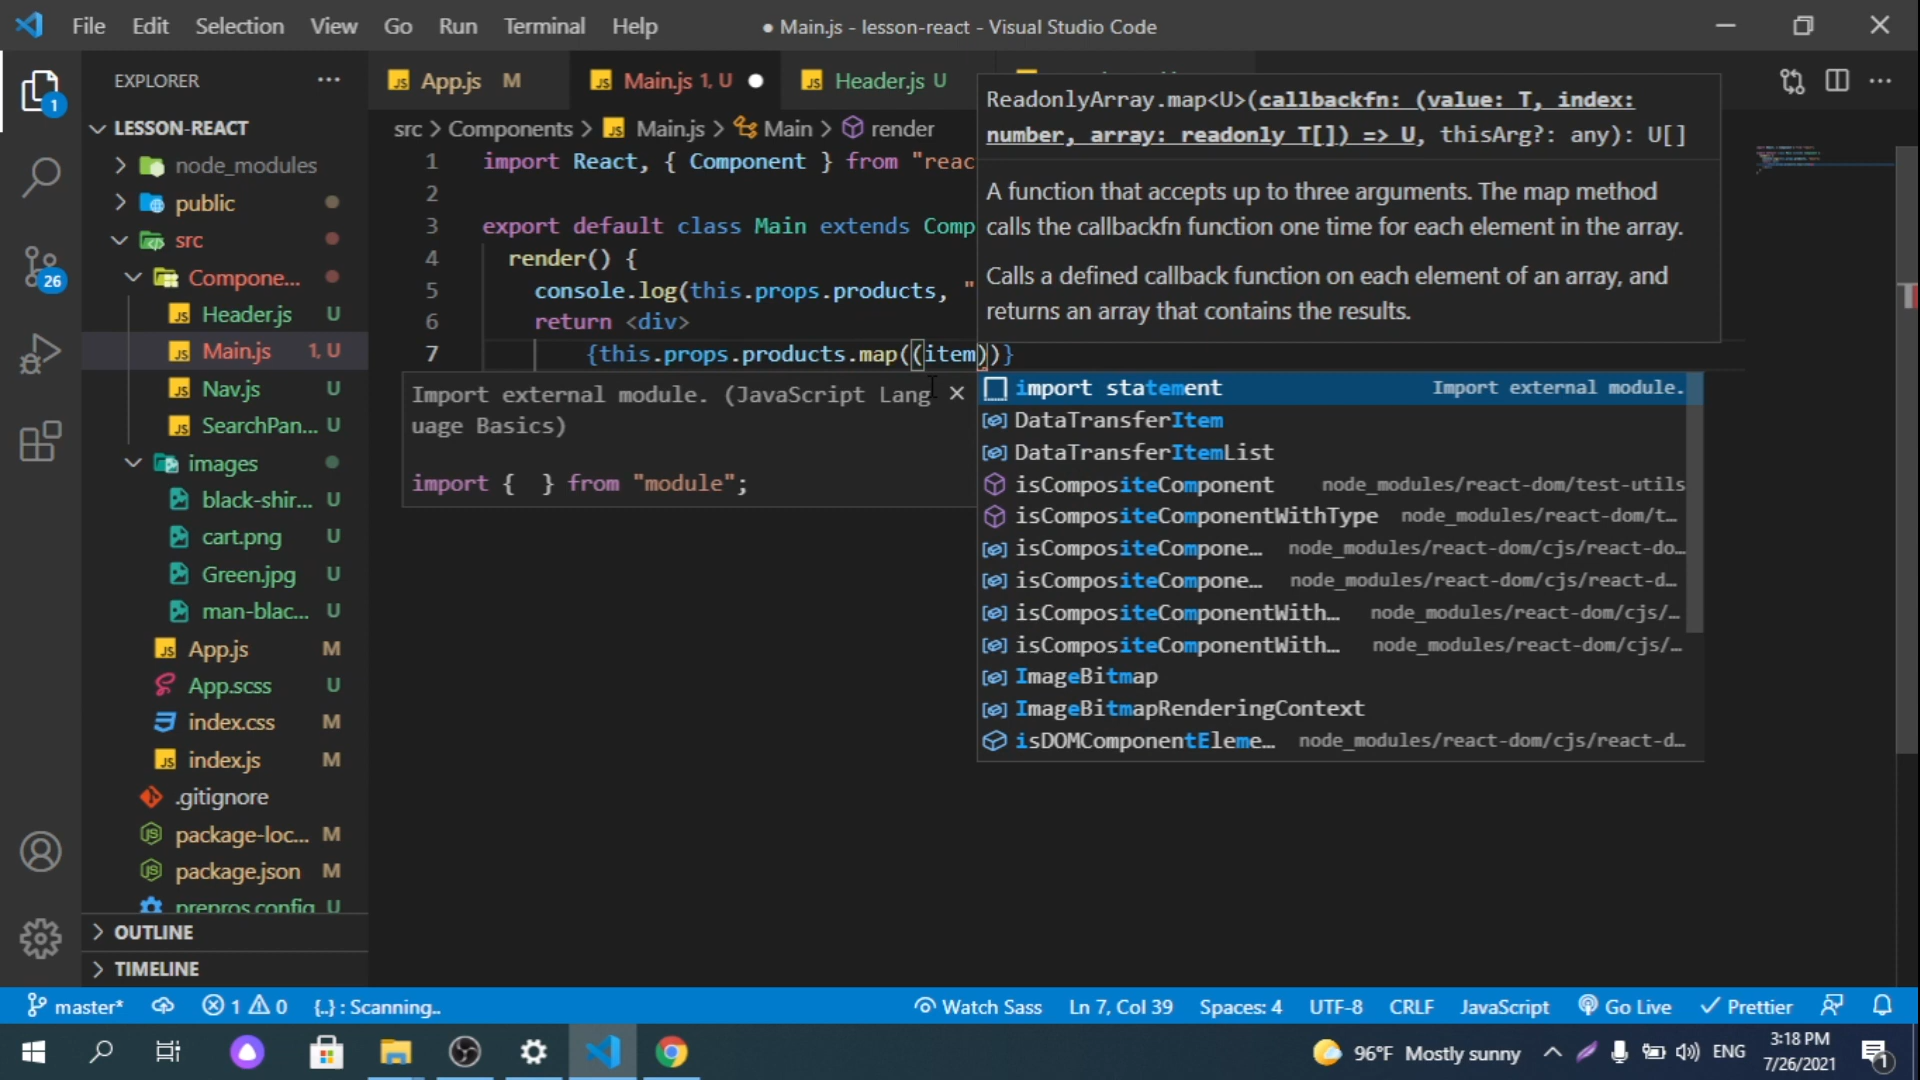 File Edit Selection View Go Run Terminal Help
● Main.js - lesson-react - Visual Studio Code
EXPLORER
LESSON-REACT
node_modules
public
src
Compone...
Header.js U
Main.js 1, U
Nav.js U
SearchPan... U
images
black-shir... U
cart.png U
Green.jpg U
man-blac... U
App.js M
App.scss U
index.css M
index.js M
.gitignore
package-loc... M
package.json M
prepros.config U
OUTLINE
TIMELINE
1
26
App.js M
Main.js 1, U
Header.js U
src > Components > Main.js > Main > render
1 import React, { Component } from "reac
2
3 export default class Main extends Comp
4 render() {
5 console.log(this.props.products, "
6 return <div>
7 {this.props.products.map((item))}
ReadonlyArray.map<U>(callbackfn: (value: T, index:
number, array: readonly T[]) => U, thisArg?: any): U[]
A function that accepts up to three arguments. The map method
calls the callbackfn function one time for each element in the array.
Calls a defined callback function on each element of an array, and
returns an array that contains the results.
Import external module. (JavaScript Lang
uage Basics)
import {  } from "module";
import statement Import external module.
DataTransferItem
DataTransferItemList
isCompositeComponent node_modules/react-dom/test-utils
isCompositeComponentWithType node_modules/react-dom/t...
isCompositeCompone... node_modules/react-dom/cjs/react-do...
isCompositeCompone... node_modules/react-dom/cjs/react-d...
isCompositeComponentWith... node_modules/react-dom/cjs/...
isCompositeComponentWith... node_modules/react-dom/cjs/...
ImageBitmap
ImageBitmapRenderingContext
isDOMComponentEleme... node_modules/react-dom/cjs/react-d...
master* 1 0 {..} : Scanning..
Watch Sass Ln 7, Col 39 Spaces: 4 UTF-8 CRLF JavaScript Go Live Prettier
96°F Mostly sunny ENG
3:18 PM
7/26/2021
1